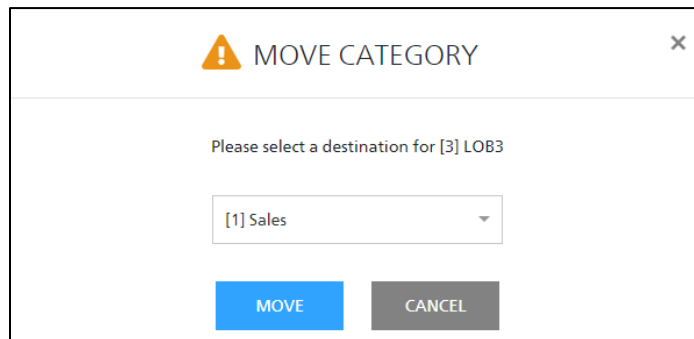 MOVE CATEGORY
Please select a destination for [3] LOB3
[1] Sales
MOVE
CANCEL